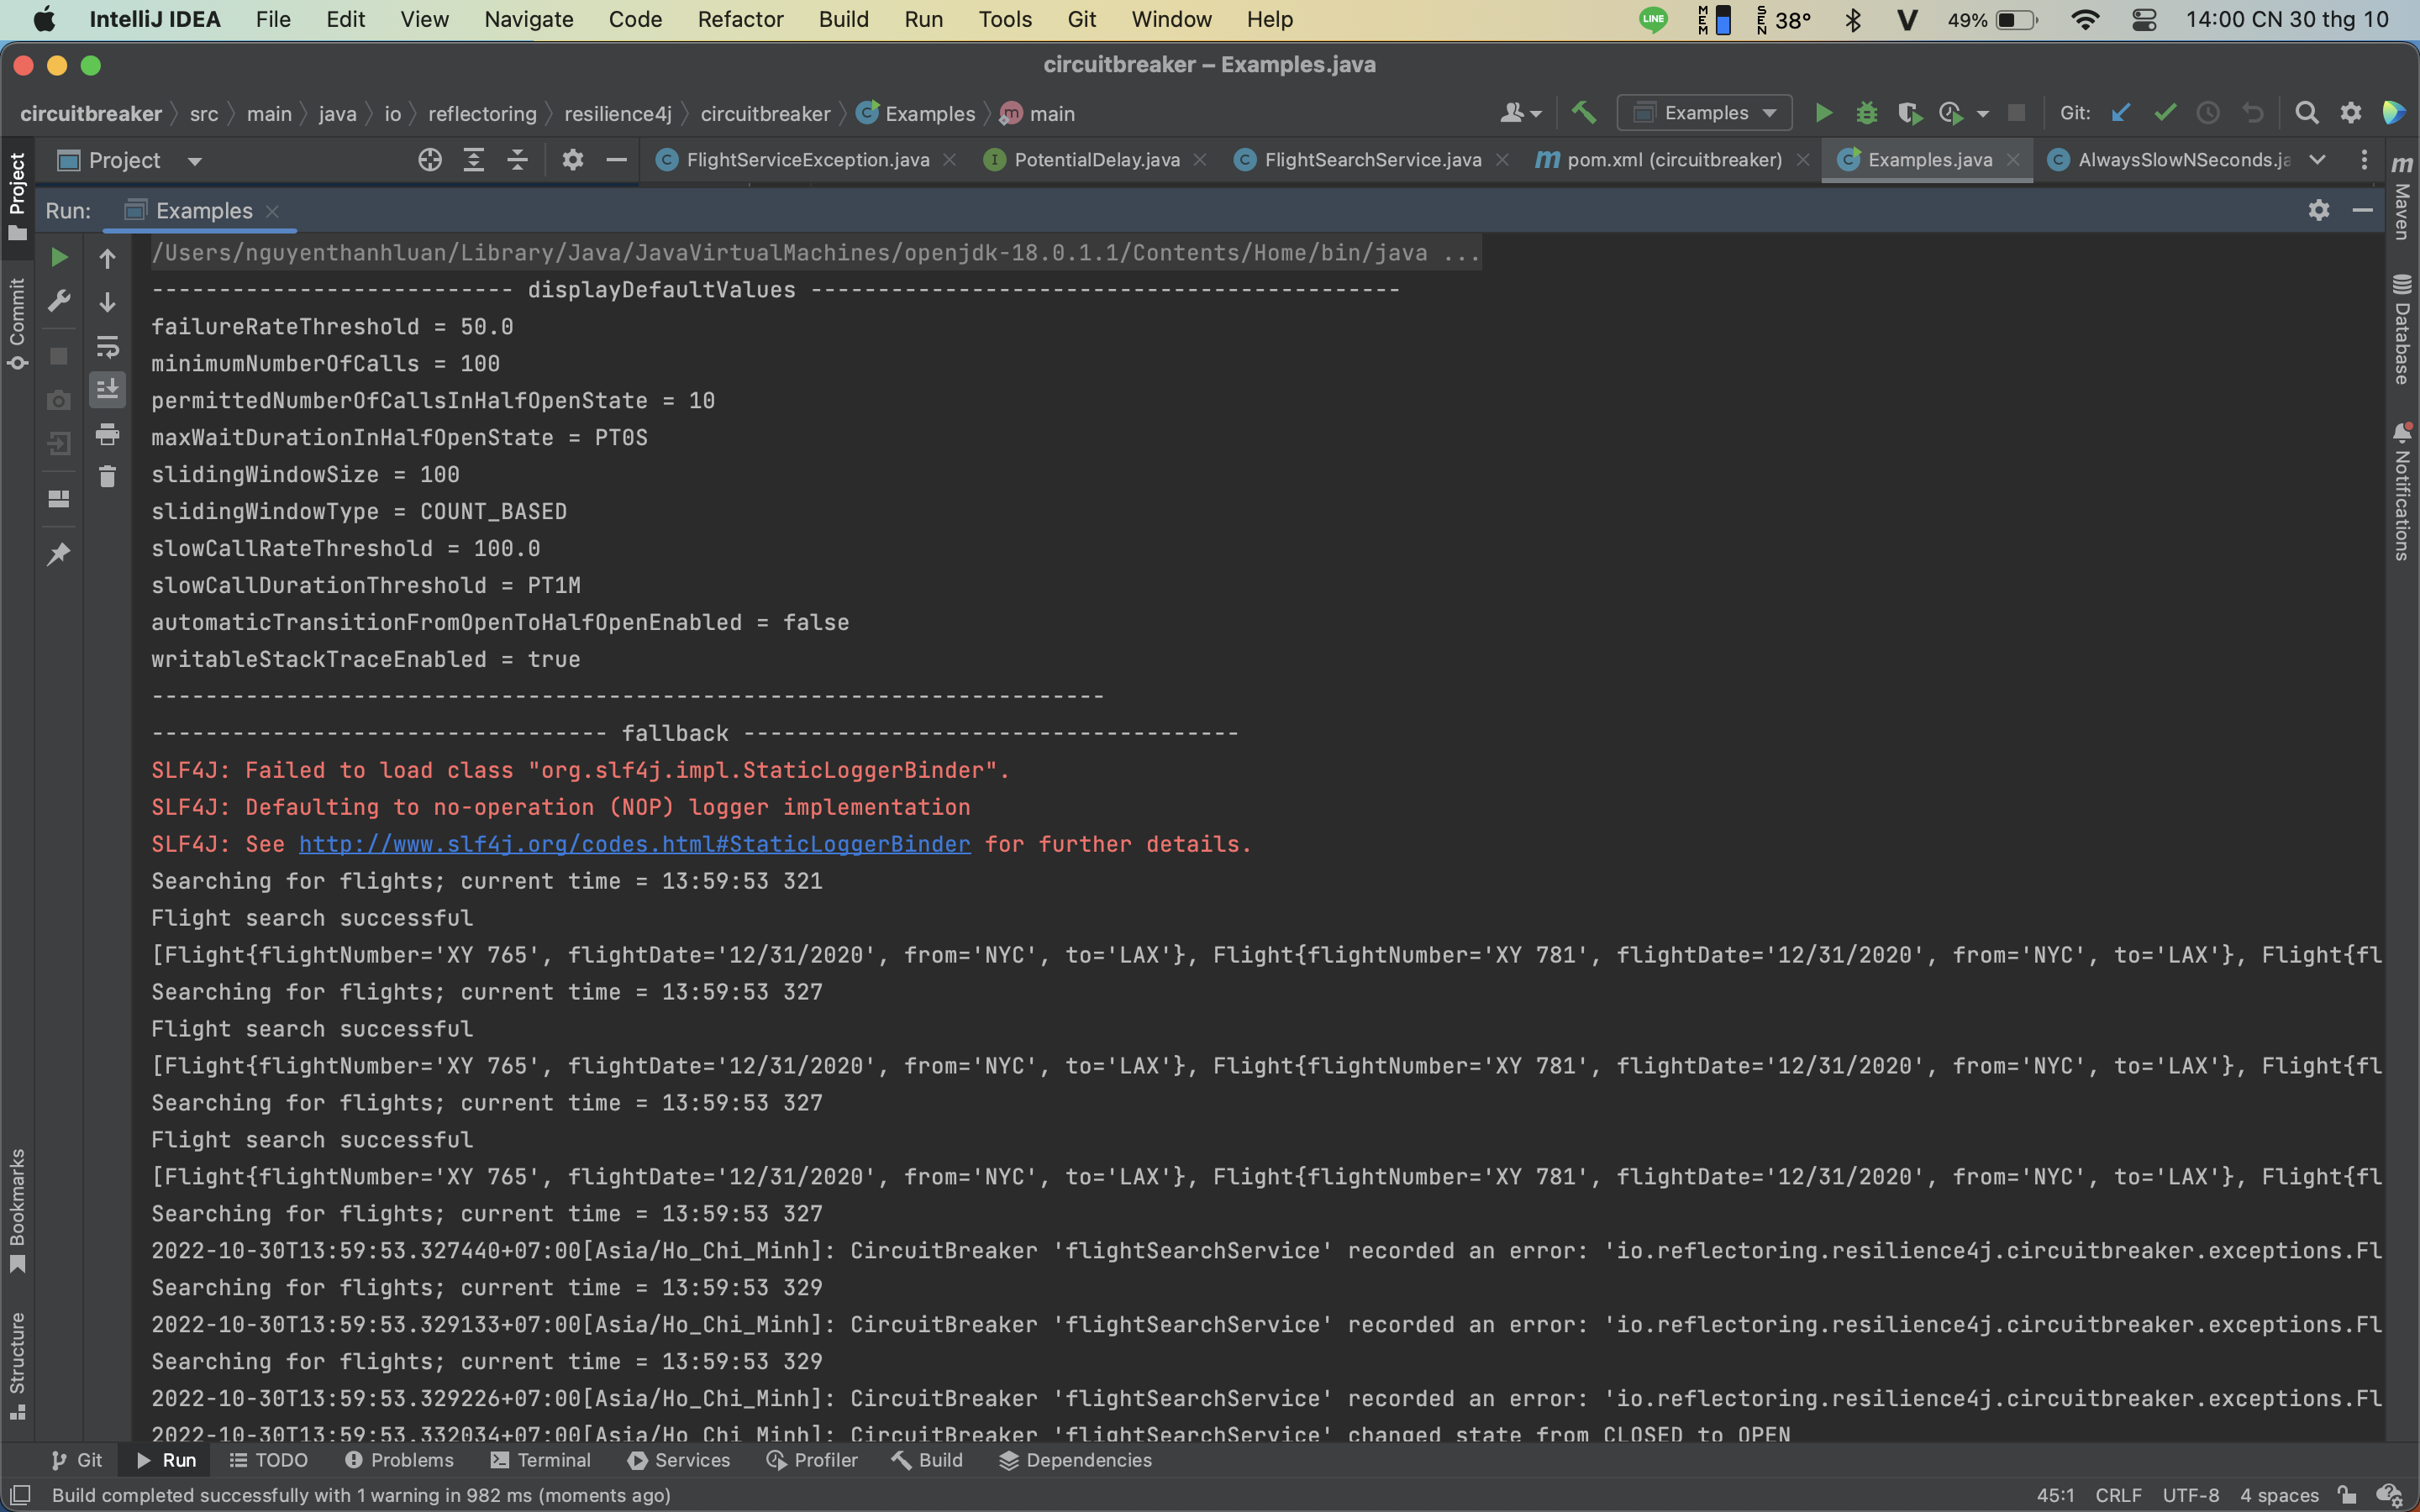 IntelliJ IDEA File Edit View Navigate Code Refactor Build Run Tools Git Window Help LINE MEM SEN 38° V 49% 14:00 CN 30 thg 10
circuitbreaker – Examples.java
circuitbreaker src main java io reflectoring resilience4j circuitbreaker Examples main Examples Git:
Project FlightServiceException.java PotentialDelay.java FlightSearchService.java pom.xml (circuitbreaker) Examples.java AlwaysSlowNSeconds.ja
Run: Examples
/Users/nguyenthanhluan/Library/Java/JavaVirtualMachines/openjdk-18.0.1.1/Contents/Home/bin/java ...
--------------------------- displayDefaultValues --------------------------------------------
failureRateThreshold = 50.0
minimumNumberOfCalls = 100
permittedNumberOfCallsInHalfOpenState = 10
maxWaitDurationInHalfOpenState = PT0S
slidingWindowSize = 100
slidingWindowType = COUNT_BASED
slowCallRateThreshold = 100.0
slowCallDurationThreshold = PT1M
automaticTransitionFromOpenToHalfOpenEnabled = false
writableStackTraceEnabled = true
-----------------------------------------------------------------------
---------------------------------- fallback -------------------------------------
SLF4J: Failed to load class "org.slf4j.impl.StaticLoggerBinder".
SLF4J: Defaulting to no-operation (NOP) logger implementation
SLF4J: See http://www.slf4j.org/codes.html#StaticLoggerBinder for further details.
Searching for flights; current time = 13:59:53 321
Flight search successful
[Flight{flightNumber='XY 765', flightDate='12/31/2020', from='NYC', to='LAX'}, Flight{flightNumber='XY 781', flightDate='12/31/2020', from='NYC', to='LAX'}, Flight{fl
Searching for flights; current time = 13:59:53 327
Flight search successful
[Flight{flightNumber='XY 765', flightDate='12/31/2020', from='NYC', to='LAX'}, Flight{flightNumber='XY 781', flightDate='12/31/2020', from='NYC', to='LAX'}, Flight{fl
Searching for flights; current time = 13:59:53 327
Flight search successful
[Flight{flightNumber='XY 765', flightDate='12/31/2020', from='NYC', to='LAX'}, Flight{flightNumber='XY 781', flightDate='12/31/2020', from='NYC', to='LAX'}, Flight{fl
Searching for flights; current time = 13:59:53 327
2022-10-30T13:59:53.327440+07:00[Asia/Ho_Chi_Minh]: CircuitBreaker 'flightSearchService' recorded an error: 'io.reflectoring.resilience4j.circuitbreaker.exceptions.Fl
Searching for flights; current time = 13:59:53 329
2022-10-30T13:59:53.329133+07:00[Asia/Ho_Chi_Minh]: CircuitBreaker 'flightSearchService' recorded an error: 'io.reflectoring.resilience4j.circuitbreaker.exceptions.Fl
Searching for flights; current time = 13:59:53 329
2022-10-30T13:59:53.329226+07:00[Asia/Ho_Chi_Minh]: CircuitBreaker 'flightSearchService' recorded an error: 'io.reflectoring.resilience4j.circuitbreaker.exceptions.Fl
2022-10-30T13:59:53.332034+07:00[Asia/Ho_Chi_Minh]: CircuitBreaker 'flightSearchService' changed state from CLOSED to OPEN
Project
Commit
Bookmarks
Structure
Maven
Database
Notifications
Git Run TODO Problems Terminal Services Profiler Build Dependencies
Build completed successfully with 1 warning in 982 ms (moments ago) 45:1 CRLF UTF-8 4 spaces